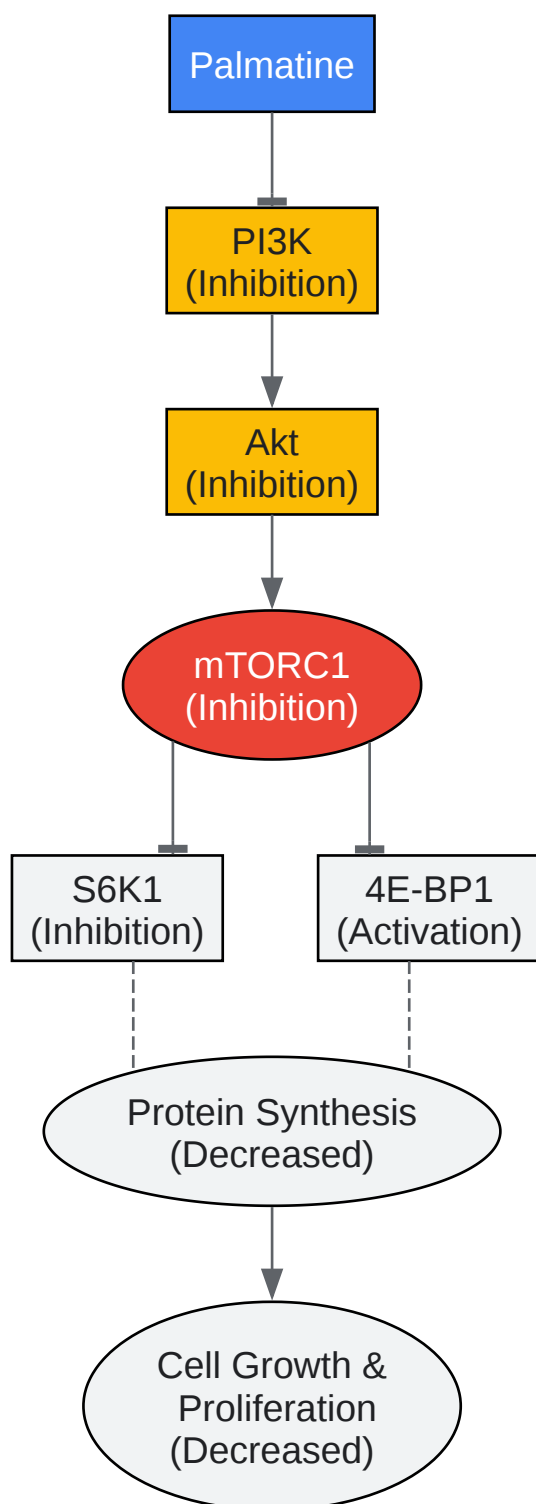 Palmatine
PI3K
(Inhibition)
Akt
(Inhibition)
mTORC1
(Inhibition)
S6K1
(Inhibition)
4E-BP1
(Activation)
Protein Synthesis
(Decreased)
Cell Growth &
Proliferation
(Decreased)